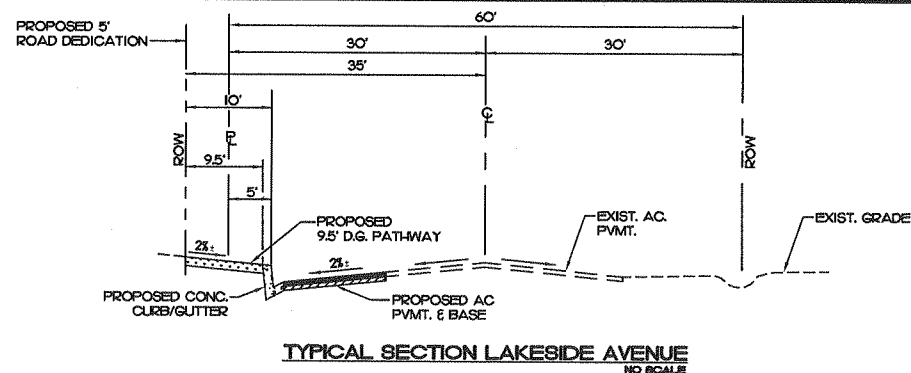 PROPOSED 5'
ROAD DEDICATION
60'
30'
30'
35'
10'
℄
ROW
PL
ROW
9.5'
5'
PROPOSED
9.5' D.G. PATHWAY
EXIST. AC.
PVMT.
EXIST. GRADE
2% ±
2% ±
PROPOSED CONC.
CURB/GUTTER
PROPOSED AC
PVMT. & BASE
TYPICAL SECTION LAKESIDE AVENUE
NO SCALE